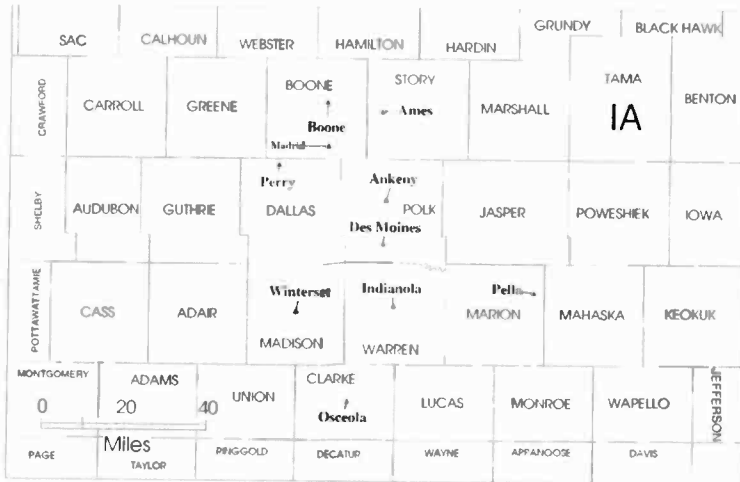 GRUNDY
BLACK HAWK
SAC
CALHOUN
WEBSTER
HAMILTON
HARDIN
CRAWFORD
CARROLL
GREENE
BOONE
STORY
MARSHALL
TAMA
BENTON
IA
Ames
Boone
Madrid
Perry
Ankeny
SHELBY
AUDUBON
GUTHRIE
DALLAS
POLK
JASPER
POWESHIEK
IOWA
Des Moines
POTTAWATTAMIE
CASS
ADAIR
Winterset
MADISON
Indianola
WARREN
Pella
MARION
MAHASKA
KEOKUK
MONTGOMERY
ADAMS
UNION
CLARKE
Osceola
LUCAS
MONROE
WAPELLO
JEFFERSON
0 20 40
Miles
PAGE
TAYLOR
RINGGOLD
DECATUR
WAYNE
APPANOOSE
DAVIS